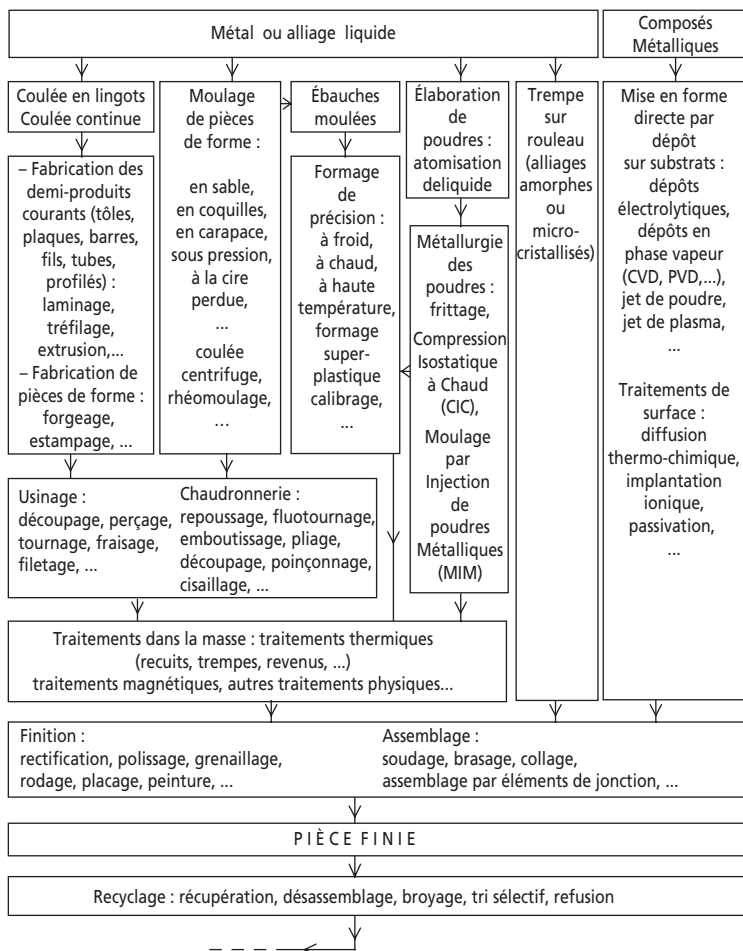 Métal ou alliage liquide
Composés
Métalliques
Coulée en lingots
Coulée continue
Moulage
de pièces
de forme :
en sable,
en coquilles,
en carapace,
sous pression,
à la cire
perdue,
...
coulée
centrifuge,
rhéomoulage,
...
Ébauches
moulées
Élaboration
de
poudres :
atomisation
deliquide
Trempe
sur
rouleau
(alliages
amorphes
ou
micro-
cristallisés)
Mise en forme
directe par
dépôt
sur substrats :
dépôts
électrolytiques,
dépôts en
phase vapeur
(CVD, PVD,...),
jet de poudre,
jet de plasma,
...
Traitements de
surface :
diffusion
thermo-chimique,
implantation
ionique,
passivation,
...
– Fabrication des
demi-produits
courants (tôles,
plaques, barres,
fils, tubes,
profilés) :
laminage,
tréfilage,
extrusion,...
– Fabrication de
pièces de forme :
forgeage,
estampage, ...
Formage
de
précision :
à froid,
à chaud,
à haute
température,
formage
super-
plastique
calibrage,
...
Métallurgie
des
poudres :
frittage,
Compression
Isostatique
à Chaud
(CIC),
Moulage
par
Injection
de
poudres
Métalliques
(MIM)
Usinage :
découpage, perçage,
tournage, fraisage,
filetage, ...
Chaudronnerie :
repoussage, fluotournage,
emboutissage, pliage,
découpage, poinçonnage,
cisaillage, ...
Traitements dans la masse : traitements thermiques
(recuits, trempes, revenus, ...)
traitements magnétiques, autres traitements physiques...
Finition :
rectification, polissage, grenaillage,
rodage, placage, peinture, ...
Assemblage :
soudage, brasage, collage,
assemblage par éléments de jonction, ...
PIÈCE FINIE
Recyclage : récupération, désassemblage, broyage, tri sélectif, refusion